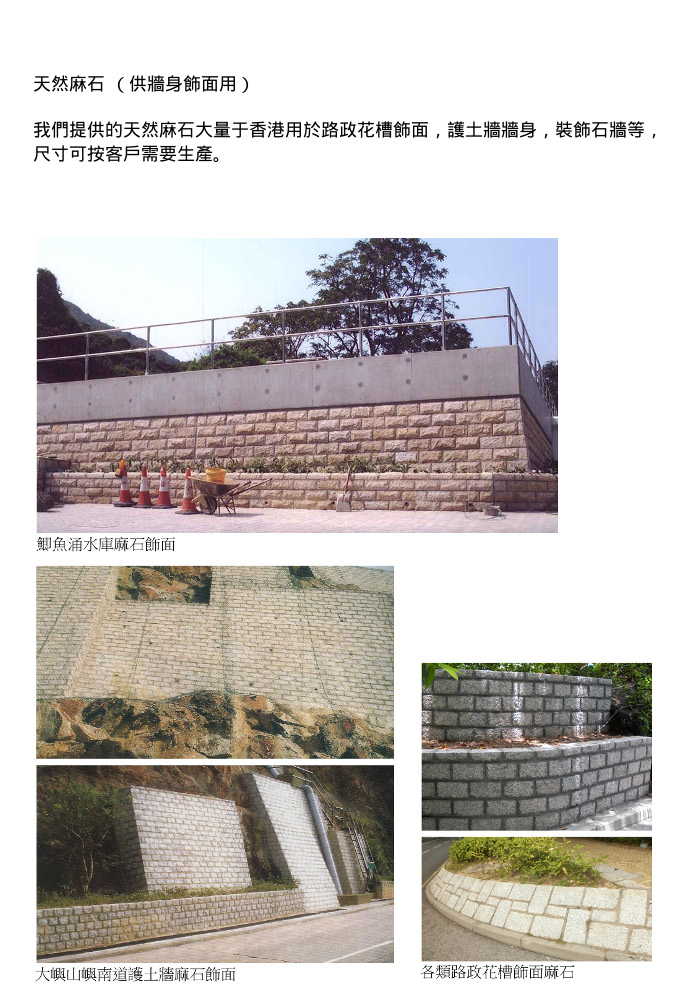 天然麻石 （供牆身飾面用）
我們提供的天然麻石大量于香港用於路政花槽飾面，護土牆牆身，裝飾石牆等，
尺寸可按客戶需要生產。
鰂魚涌水庫麻石飾面
大嶼山嶼南道護土牆麻石飾面
各類路政花槽飾面麻石